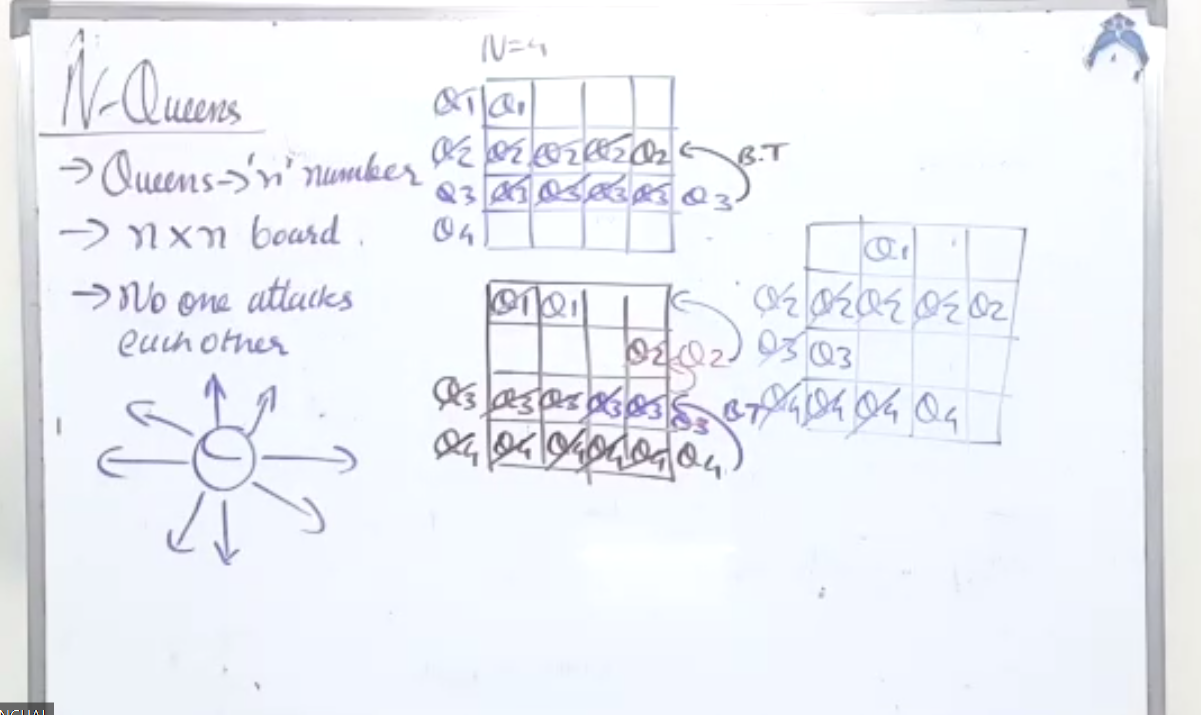 N-Queens
→ Queens→'n' number
→ n×n board.
→ No one attacks
each other
N=4
Q1 Q1
Q2 Q2 Q2 Q2 Q2 B.T
Q3 Q3 Q3 Q3 Q3 Q3
Q4
Q1 Q1
Q2 Q2
Q3 Q3 Q3 Q3 Q3 Q3 B.T
Q4 Q4 Q4 Q4 Q4 Q4
Q1
Q2 Q2 Q2 Q2 Q2
Q3 Q3
Q4 Q4 Q4 Q4